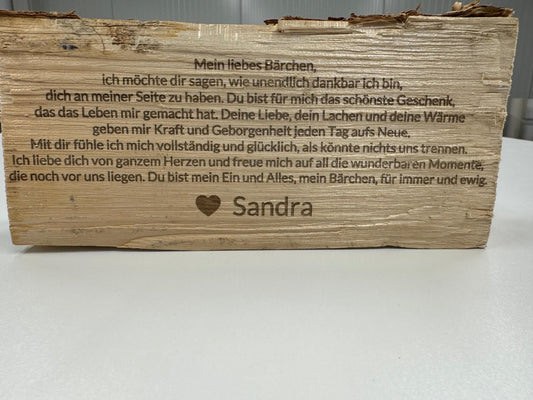 Mein liebes Bärchen,
ich möchte dir sagen, wie unendlich dankbar ich bin,
dich an meiner Seite zu haben. Du bist für mich das schönste Geschenk,
das das Leben mir gemacht hat. Deine Liebe, dein Lachen und deine Wärme
geben mir Kraft und Geborgenheit jeden Tag aufs Neue.
Mit dir fühle ich mich vollständig und glücklich, als könnte nichts uns trennen.
Ich liebe dich von ganzem Herzen und freue mich auf all die wunderbaren Momente,
die noch vor uns liegen. Du bist mein Ein und Alles, mein Bärchen, für immer und ewig.
Sandra